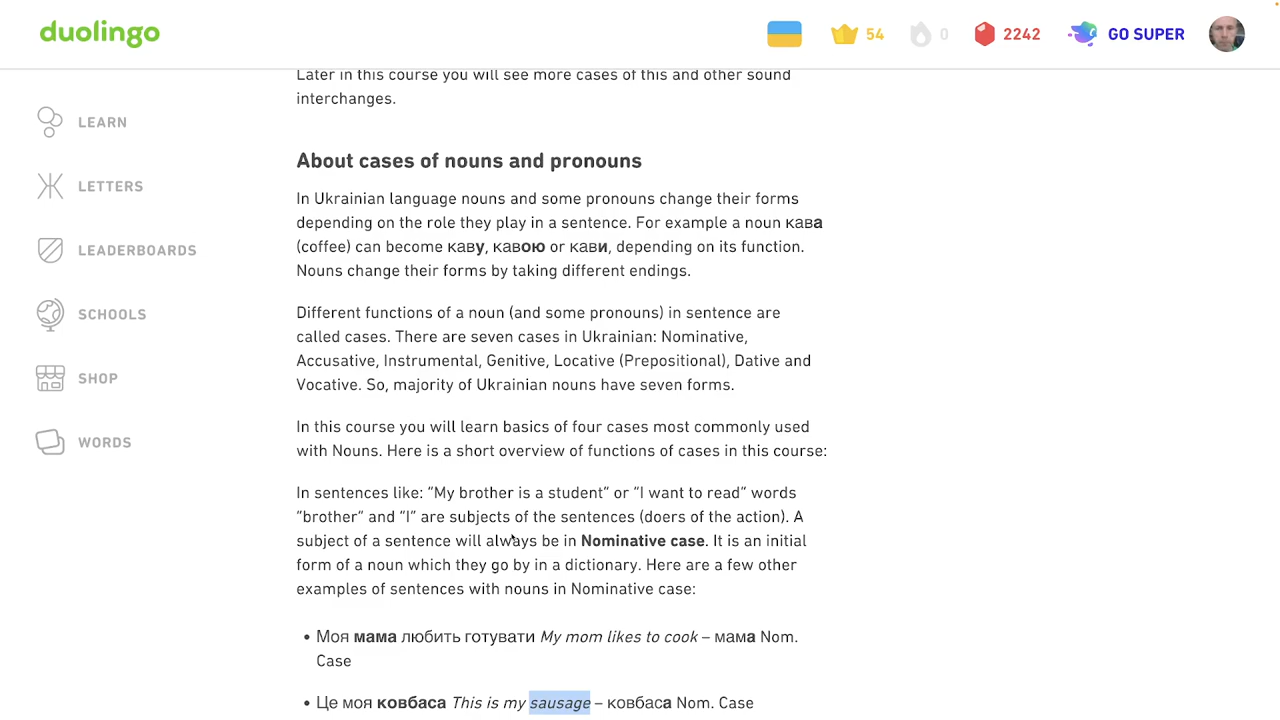 duolingo
54
0
2242
GO SUPER
Later in this course you will see more cases of this and other sound
interchanges.
LEARN
LETTERS
LEADERBOARDS
SCHOOLS
SHOP
WORDS
About cases of nouns and pronouns
In Ukrainian language nouns and some pronouns change their forms
depending on the role they play in a sentence. For example a noun кава
(coffee) can become каву, кавою or кави, depending on its function.
Nouns change their forms by taking different endings.
Different functions of a noun (and some pronouns) in sentence are
called cases. There are seven cases in Ukrainian: Nominative,
Accusative, Instrumental, Genitive, Locative (Prepositional), Dative and
Vocative. So, majority of Ukrainian nouns have seven forms.
In this course you will learn basics of four cases most commonly used
with Nouns. Here is a short overview of functions of cases in this course:
In sentences like: “My brother is a student” or “I want to read” words
“brother” and “I” are subjects of the sentences (doers of the action). A
subject of a sentence will always be in Nominative case. It is an initial
form of a noun which they go by in a dictionary. Here are a few other
examples of sentences with nouns in Nominative case:
• Моя мама любить готувати My mom likes to cook – мама Nom.
Case
• Це моя ковбаса This is my sausage – ковбаса Nom. Case